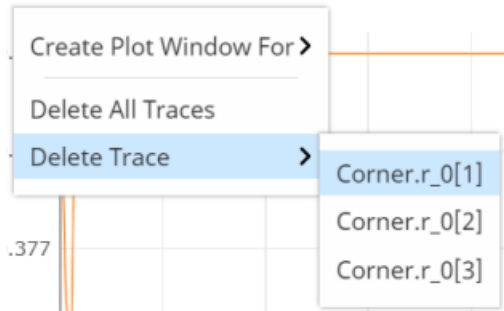 Create Plot Window For
Delete All Traces
Delete Trace
Corner.r_0[1]
Corner.r_0[2]
Corner.r_0[3]
.377